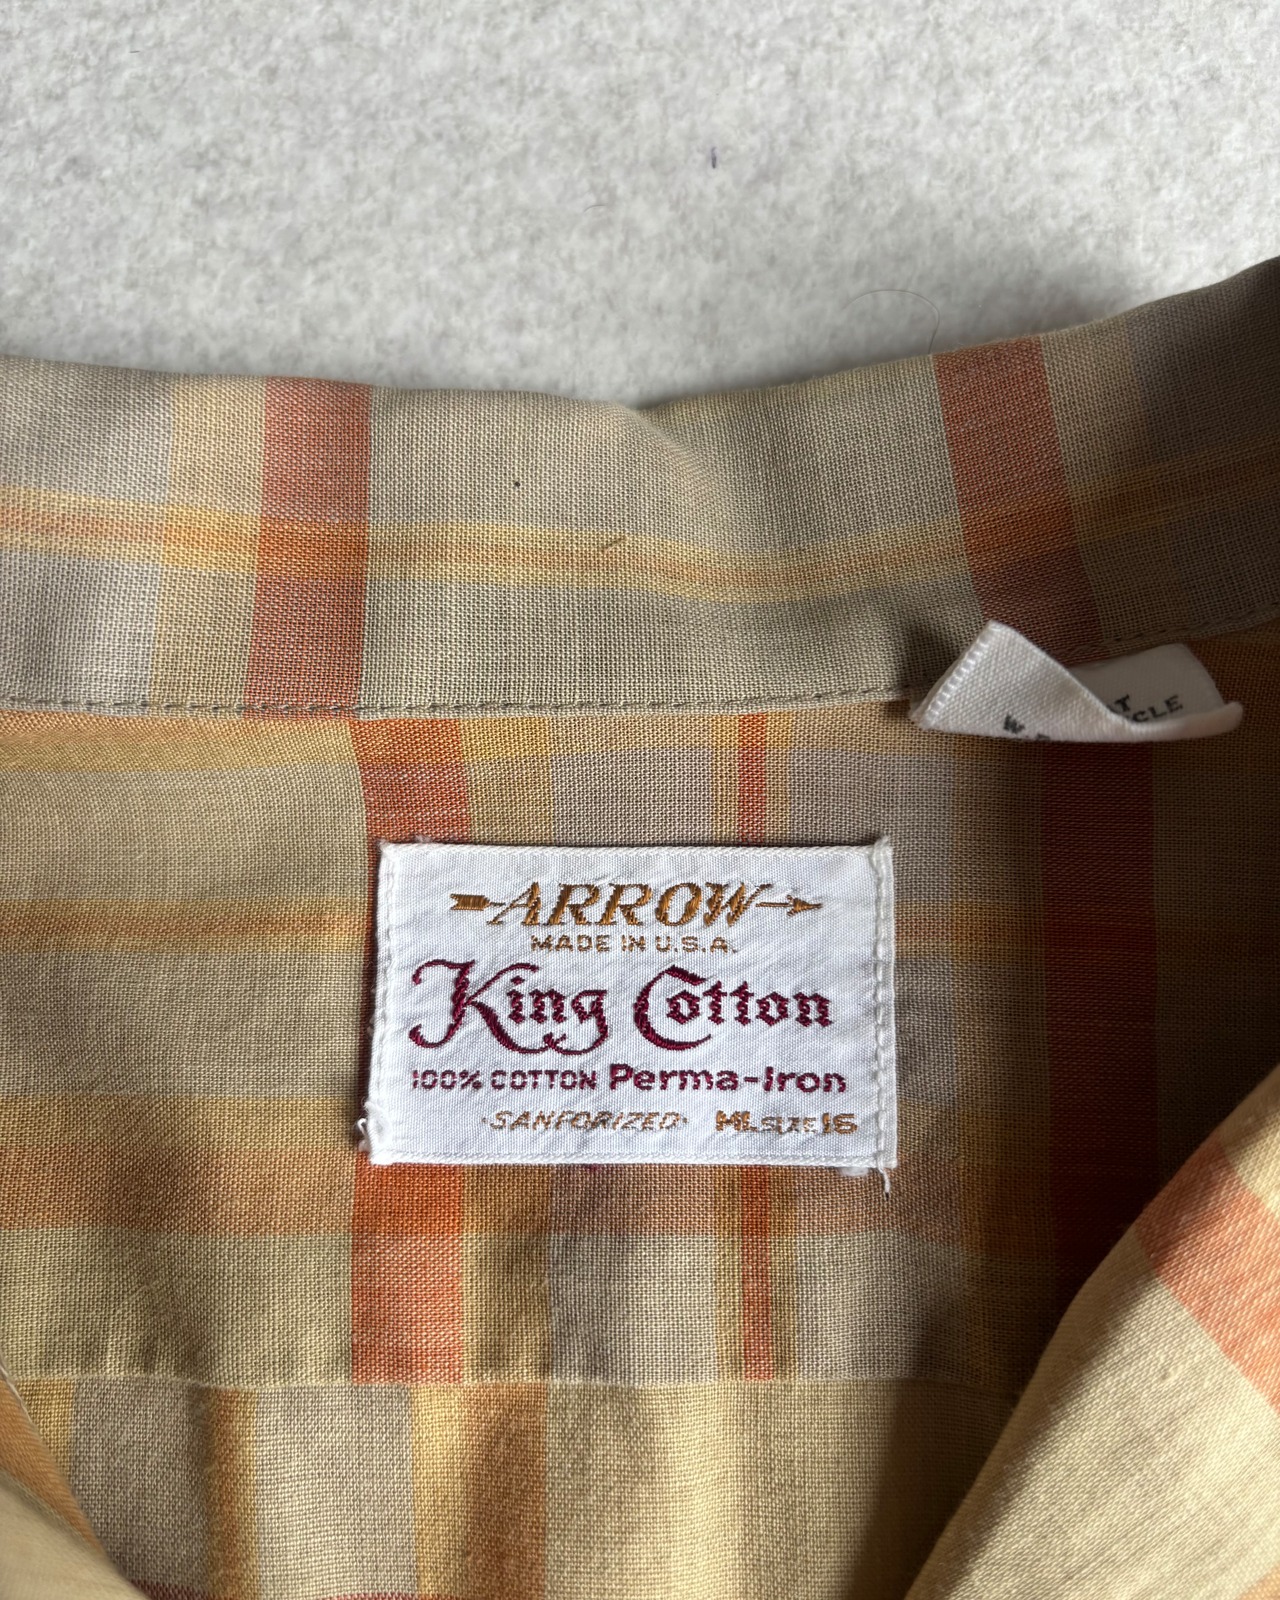 ARROW
MADE IN U.S.A.
King Cotton
100% COTTON Perma-Iron
·SANFORIZED· ML SIZE 16